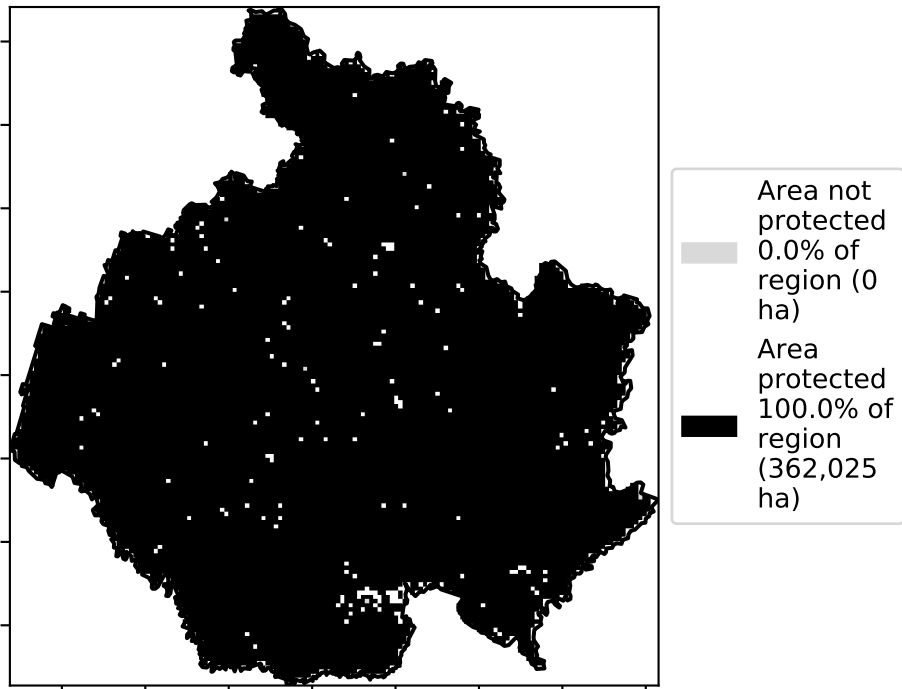 Area not
protected
0.0% of
region (0
ha)
Area
protected
100.0% of
region
(362,025
ha)